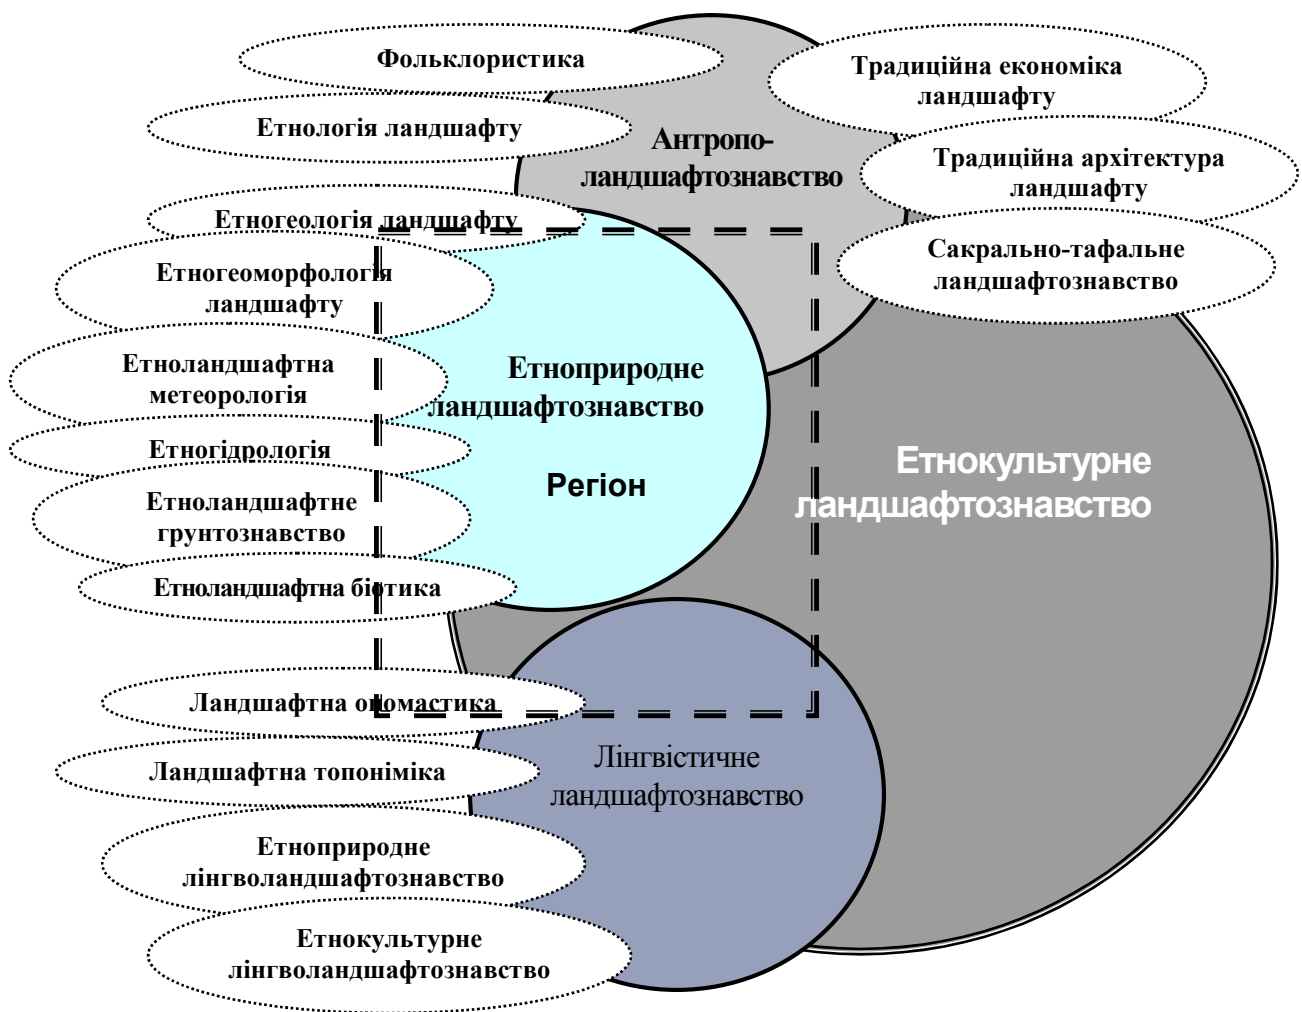 Фольклористика
Традиційна економіка
ландшафту
Етнологія ландшафту
Антропо-
ландшафтознавство
Традиційна архітектура
ландшафту
Етногеологія ландшафту
Сакрально-тафальне
ландшафтознавство
Етногеоморфологія
ландшафту
Етноландшафтна
метеорологія
Етноприродне
ландшафтознавство
Етногідрологія
Регіон
Етнокультурне
ландшафтознавство
Етноландшафтне
грунтознавство
Етноландшафтна біотика
Ландшафтна ономастика
Ландшафтна топоніміка
Лінгвістичне
ландшафтознавство
Етноприродне
лінгволандшафтознавство
Етнокультурне
лінгволандшафтознавство